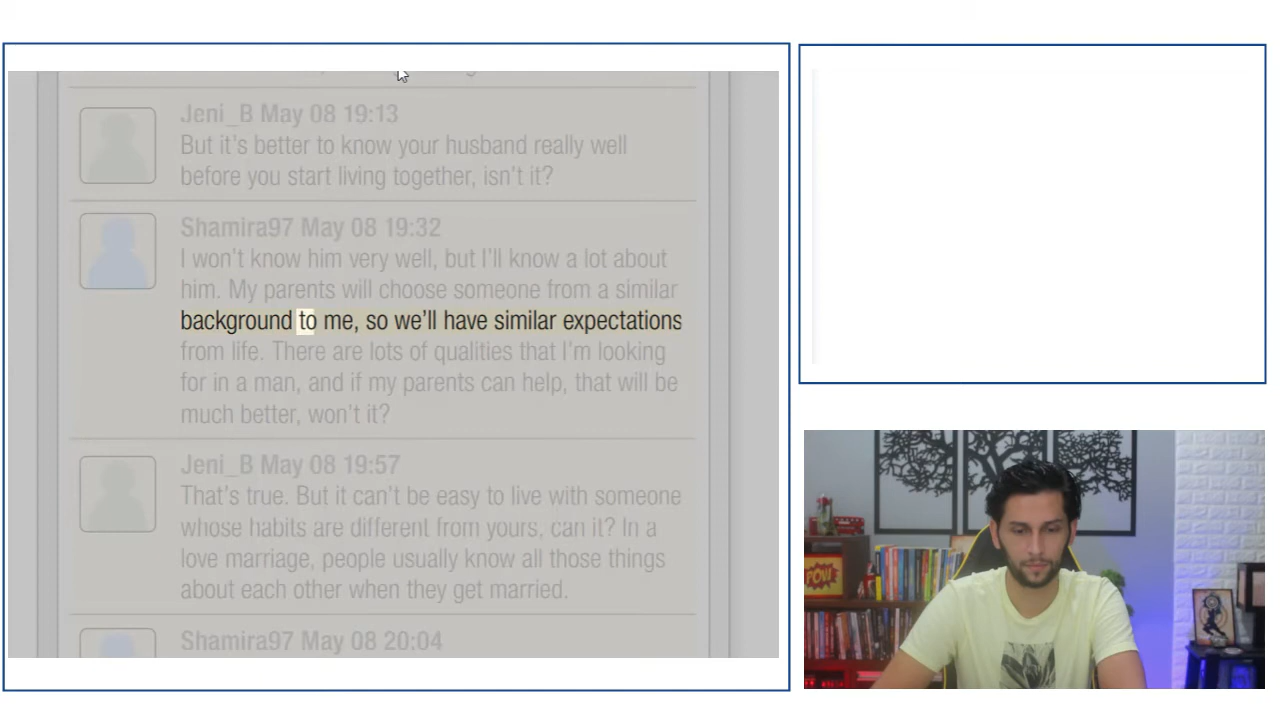 Jeni_B May 08 19:13
But it's better to know your husband really well
before you start living together, isn't it?
Shamira97 May 08 19:32
I won't know him very well, but I'll know a lot about
him. My parents will choose someone from a similar
background to me, so we'll have similar expectations
from life. There are lots of qualities that I'm looking
for in a man, and if my parents can help, that will be
much better, won't it?
Jeni_B May 08 19:57
That's true. But it can't be easy to live with someone
whose habits are different from yours, can it? In a
love marriage, people usually know all those things
about each other when they get married.
Shamira97 May 08 20:04
POW